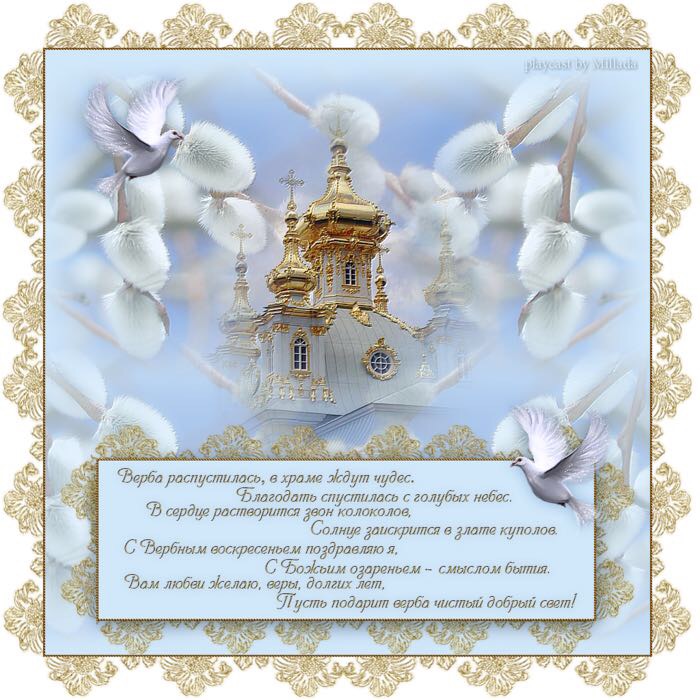 playcast by Millada
Верба распустилась, в храме ждут чудес.
Благодать спустилась с голубых небес.
В сердце растворится звон колоколов,
Солнце заискрится в злате куполов.
С Вербным воскресеньем поздравляю я,
С Божьим озареньем – смыслом бытия.
Вам любви желаю, веры, долгих лет,
Пусть подарит верба чистый добрый свет!